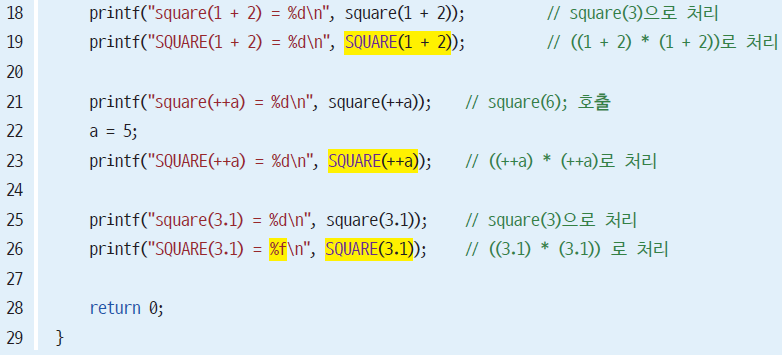 18 printf("square(1 + 2) = %d\n", square(1 + 2)); // square(3)으로 처리
19 printf("SQUARE(1 + 2) = %d\n", SQUARE(1 + 2)); // ((1 + 2) * (1 + 2))로 처리
20
21 printf("square(++a) = %d\n", square(++a)); // square(6); 호출
22 a = 5;
23 printf("SQUARE(++a) = %d\n", SQUARE(++a)); // ((++a) * (++a)로 처리
24
25 printf("square(3.1) = %d\n", square(3.1)); // square(3)으로 처리
26 printf("SQUARE(3.1) = %f\n", SQUARE(3.1)); // ((3.1) * (3.1)) 로 처리
27
28 return 0;
29 }